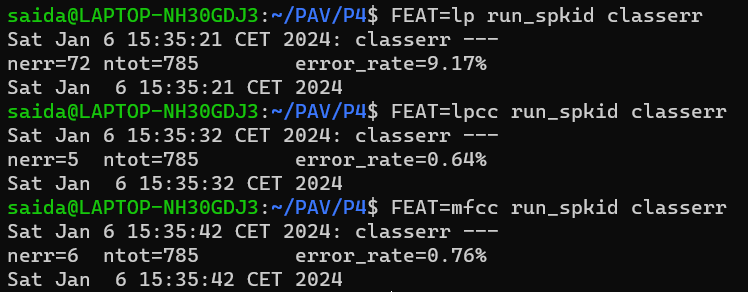 saida@LAPTOP-NH30GDJ3:~/PAV/P4$ FEAT=lp run_spkid classerr
Sat Jan 6 15:35:21 CET 2024: classerr ---
nerr=72 ntot=785        error_rate=9.17%
Sat Jan  6 15:35:21 CET 2024
saida@LAPTOP-NH30GDJ3:~/PAV/P4$ FEAT=lpcc run_spkid classerr
Sat Jan 6 15:35:32 CET 2024: classerr ---
nerr=5  ntot=785        error_rate=0.64%
Sat Jan  6 15:35:32 CET 2024
saida@LAPTOP-NH30GDJ3:~/PAV/P4$ FEAT=mfcc run_spkid classerr
Sat Jan 6 15:35:42 CET 2024: classerr ---
nerr=6  ntot=785        error_rate=0.76%
Sat Jan  6 15:35:42 CET 2024